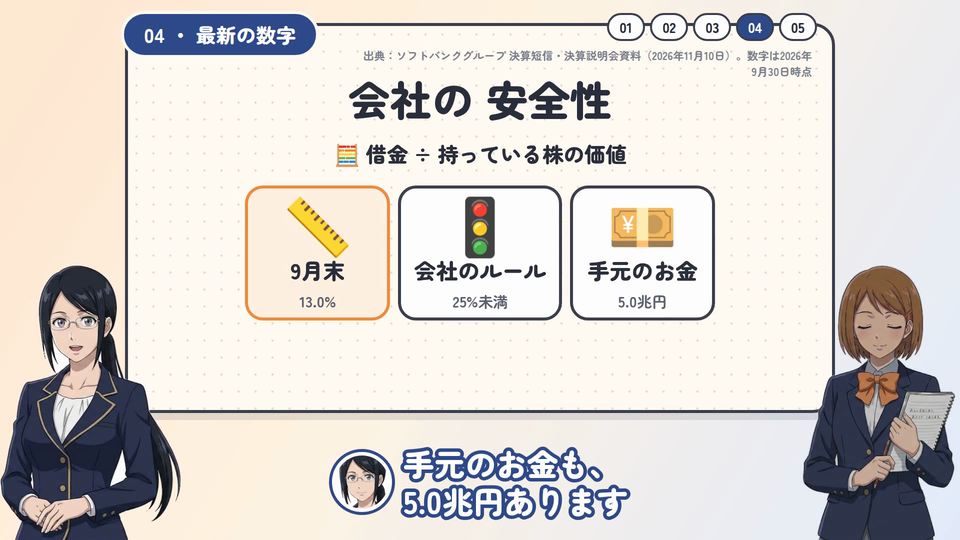 04 ・ 最新の数字
01 02 03 04 05
出典：ソフトバンクグループ 決算短信・決算説明会資料（2026年11月10日）。数字は2026年
9月30日時点
会社の 安全性
借金 ÷ 持っている株の価値
9月末
13.0%
会社のルール
25%未満
手元のお金
5.0兆円
手元のお金も、
5.0兆円あります